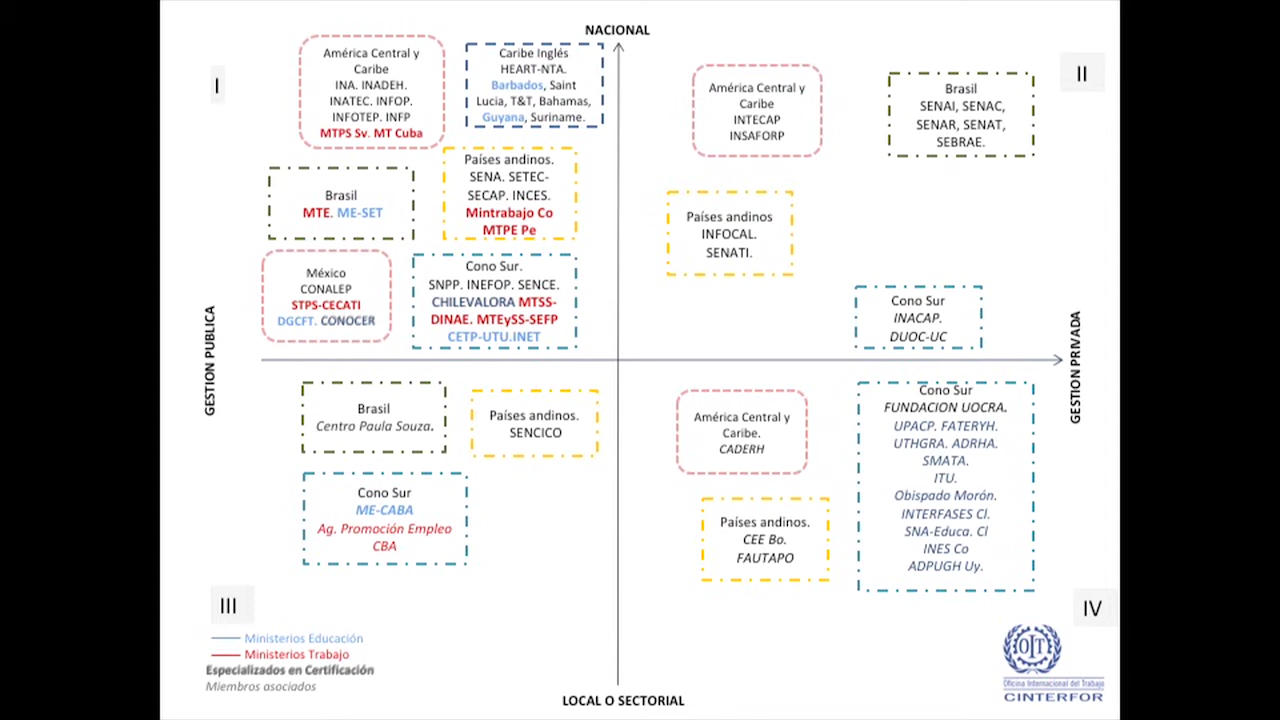 NACIONAL
I
América Central y
Caribe
INA. INADEH.
INATEC. INFOP.
INFOTEP. INFP
MTPS Sv. MT Cuba
Caribe Inglés
HEART-NTA.
Barbados, Saint
Lucia, T&T, Bahamas,
Guyana, Suriname.
América Central y
Caribe
INTECAP
INSAFORP
Brasil
SENAI, SENAC,
SENAR, SENAT,
SEBRAE.
II
Brasil
MTE. ME-SET
Países andinos.
SENA. SETEC-
SECAP. INCES.
Mintrabajo Co
MTPE Pe
Países andinos
INFOCAL.
SENATI.
México
CONALEP
STPS-CECATI
DGCFT. CONOCER
Cono Sur.
SNPP. INEFOP. SENCE.
CHILEVALORA MTSS-
DINAE. MTEySS-SEFP
CETP-UTU.INET
Cono Sur
INACAP.
DUOC-UC
GESTION PUBLICA
GESTION PRIVADA
Brasil
Centro Paula Souza.
Países andinos.
SENCICO
América Central y
Caribe.
CADERH
Cono Sur
FUNDACION UOCRA.
UPACP. FATERYH.
UTHGRA. ADRHA.
SMATA.
ITU.
Obispado Morón.
INTERFASES Cl.
SNA-Educa. Cl
INES Co
ADPUGH Uy.
Cono Sur
ME-CABA
Ag. Promoción Empleo
CBA
Países andinos.
CEE Bo.
FAUTAPO
III
IV
Ministerios Educación
Ministerios Trabajo
Especializados en Certificación
Miembros asociados
LOCAL O SECTORIAL
OIT
Oficina Internacional del Trabajo
CINTERFOR